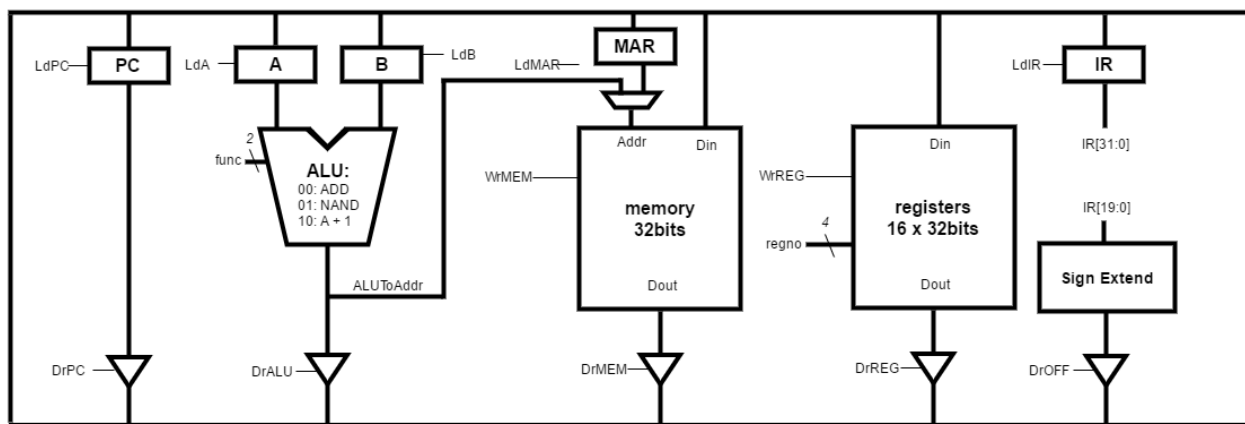 LdPC
PC
LdA
A
B
LdB
LdMAR
MAR
LdIR
IR
2
func
ALU:
00: ADD
01: NAND
10: A + 1
Addr
Din
WrMEM
memory
32bits
Dout
Din
WrREG
4
regno
registers
16 x 32bits
Dout
IR[31:0]
IR[19:0]
Sign Extend
ALUToAddr
DrPC
DrALU
DrMEM
DrREG
DrOFF